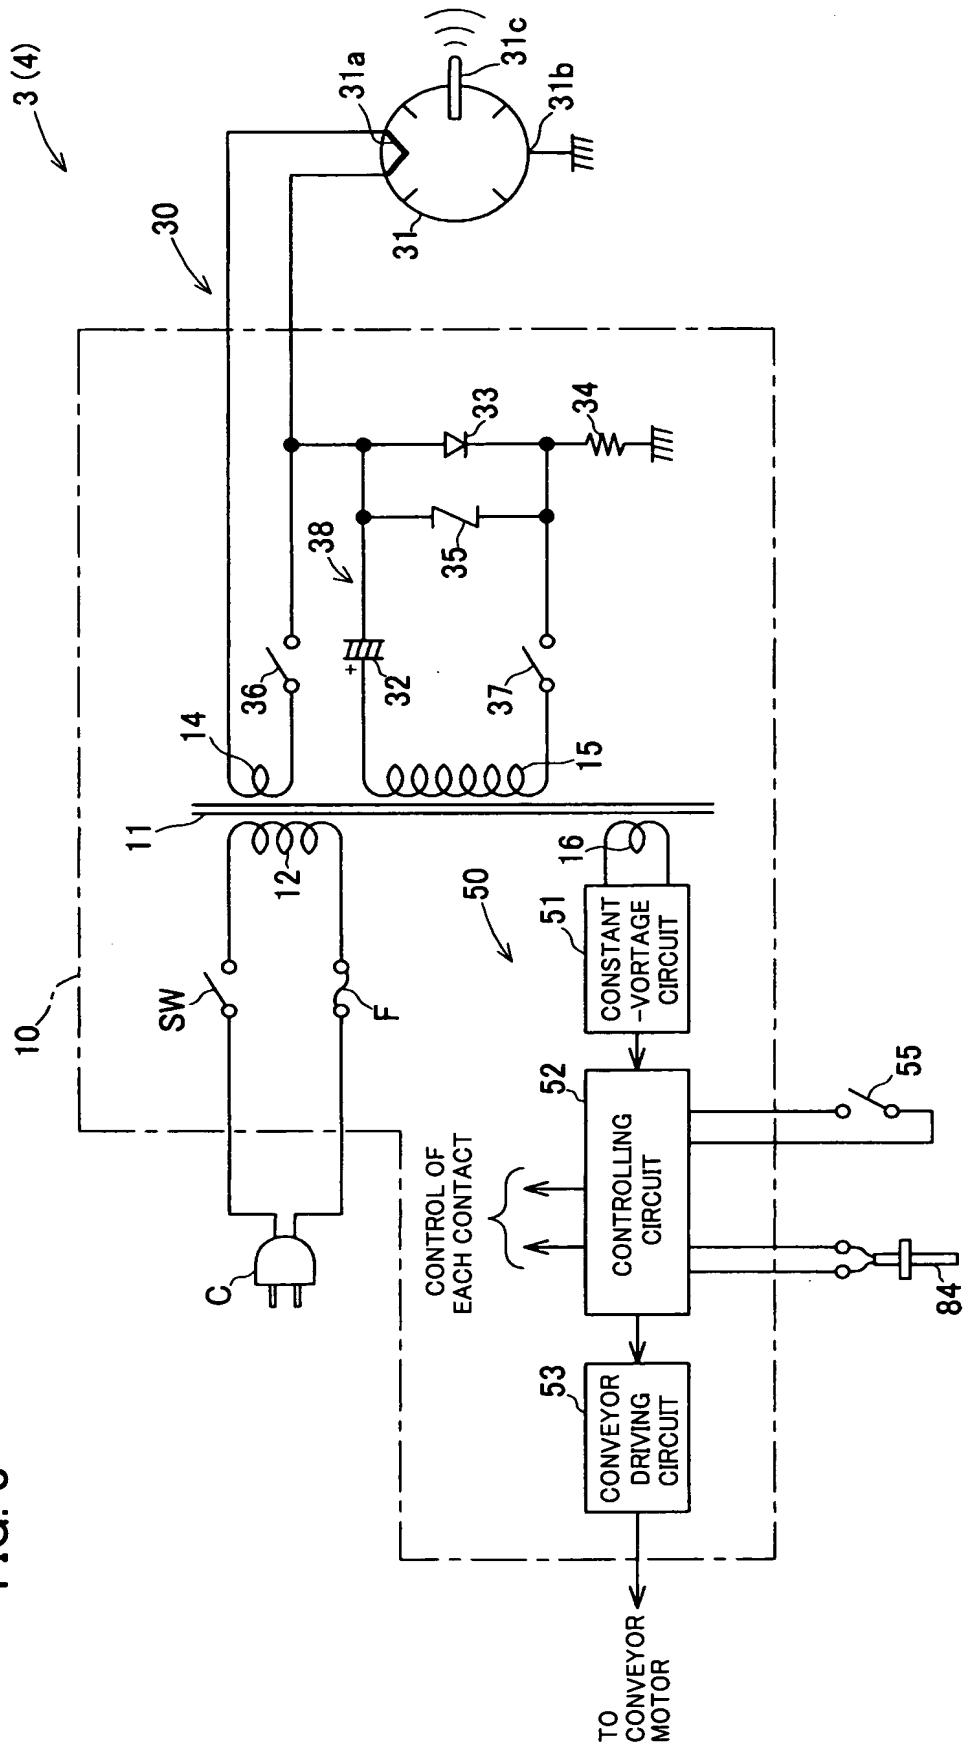 3 (4)
30
31a
31c
31b
31
10
14
36
38
33
34
35
32
+
37
15
11
12
16
SW
F
C
50
51
CONSTANT
-VORTAGE
CIRCUIT
52
CONTROLLING
CIRCUIT
CONTROL OF
EACH CONTACT
53
CONVEYOR
DRIVING
CIRCUIT
55
84
TO
CONVEYOR
MOTOR